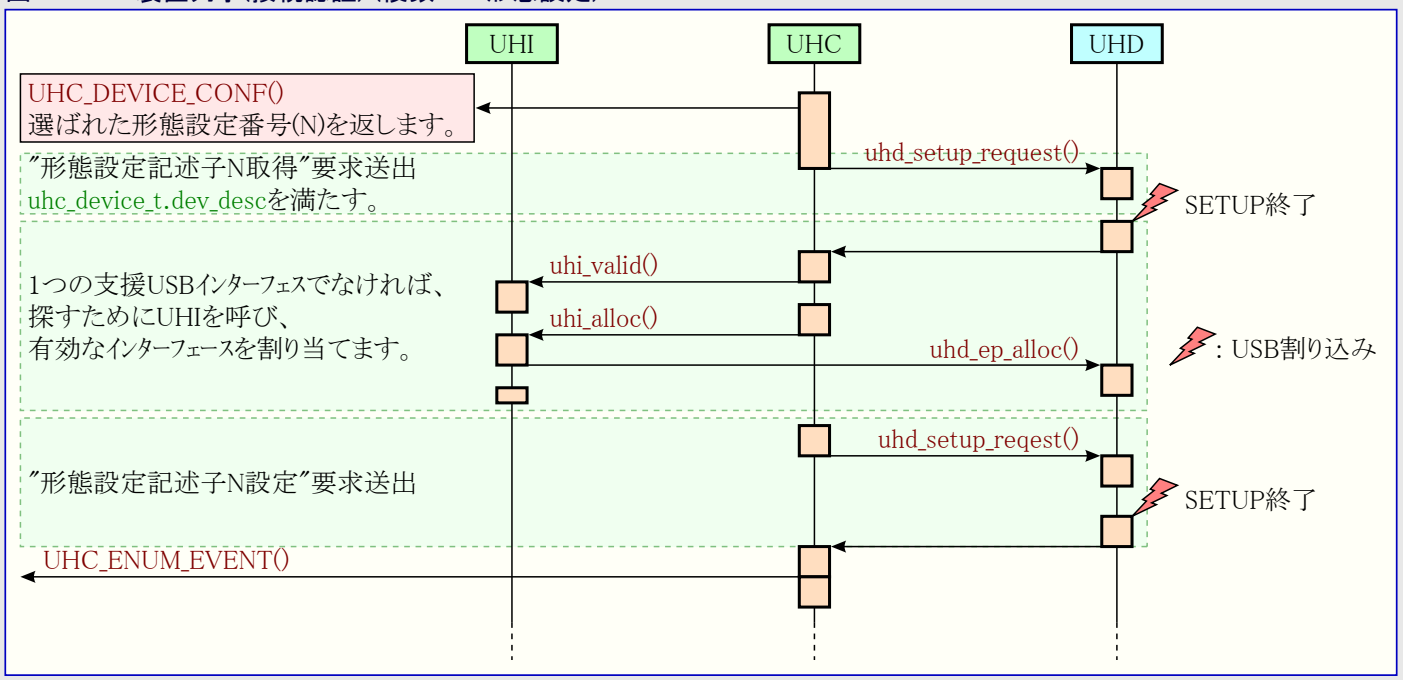 UHI
UHC
UHD
UHC_DEVICE_CONF()
選ばれた形態設定番号(N)を返します。
uhd_setup_request()
"形態設定記述子N取得"要求送出
uhc_device_t.dev_descを満たす。
SETUP終了
uhi_valid()
1つの支援USBインターフェスでなければ、
探すためにUHIを呼び、
有効なインターフェースを割り当てます。
uhi_alloc()
uhd_ep_alloc()
: USB割り込み
uhd_setup_reqest()
"形態設定記述子N設定"要求送出
SETUP終了
UHC_ENUM_EVENT()